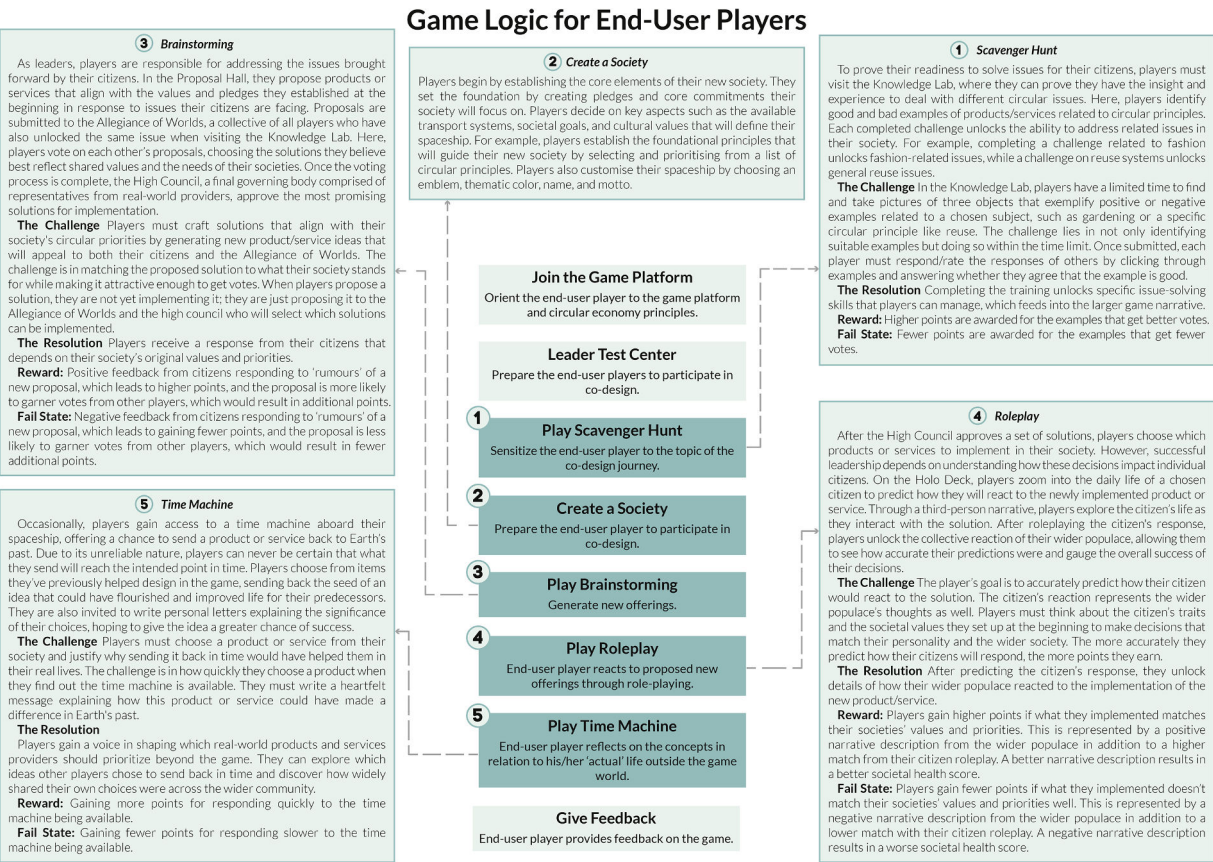 Game Logic for End-User Players
③ Brainstorming
As leaders, players are responsible for addressing the issues brought
forward by their citizens. In the Proposal Hall, they propose products or
services that align with the values and pledges they established at the
beginning in response to issues their citizens are facing. Proposals are
submitted to the Allegiance of Worlds, a collective of all players who have
also unlocked the same issue when visiting the Knowledge Lab. Here,
players vote on each other's proposals, choosing the solutions they believe
best reflect shared values and the needs of their societies. Once the voting
process is complete, the High Council, a final governing body comprised of
representatives from real-world providers, approve the most promising
solutions for implementation.
The Challenge Players must craft solutions that align with their
society's circular priorities by generating new product/service ideas that
will appeal to both their citizens and the Allegiance of Worlds. The
challenge is in matching the proposed solution to what their society stands
for while making it attractive enough to get votes. When players propose a
solution, they are not yet implementing it; they are just proposing it to the
Allegiance of Worlds and the high council who will select which solutions
can be implemented.
The Resolution Players receive a response from their citizens that
depends on their society's original values and priorities.
Reward: Positive feedback from citizens responding to 'rumours' of a
new proposal, which leads to higher points, and the proposal is more likely
to garner votes from other players, which would result in additional points.
Fail State: Negative feedback from citizens responding to 'rumours' of a
new proposal, which leads to gaining fewer points, and the proposal is less
likely to garner votes from other players, which would result in fewer
additional points.
⑤ Time Machine
Occasionally, players gain access to a time machine aboard their
spaceship, offering a chance to send a product or service back to Earth's
past. Due to its unreliable nature, players can never be certain that what
they send will reach the intended point in time. Players choose from items
they've previously helped design in the game, sending back the seed of an
idea that could have flourished and improved life for their predecessors.
They are also invited to write personal letters explaining the significance
of their choices, hoping to give the idea a greater chance of success.
The Challenge Players must choose a product or service from their
society and justify why sending it back in time would have helped them in
their real lives. The challenge is in how quickly they choose a product when
they find out the time machine is available. They must write a heartfelt
message explaining how this product or service could have made a
difference in Earth's past.
The Resolution
Players gain a voice in shaping which real-world products and services
providers should prioritize beyond the game. They can explore which
ideas other players chose to send back in time and discover how widely
shared their own choices were across the wider community.
Reward: Gaining more points for responding quickly to the time
machine being available.
Fail State: Gaining fewer points for responding slower to the time
machine being available.
② Create a Society
Players begin by establishing the core elements of their new society. They
set the foundation by creating pledges and core commitments their
society will focus on. Players decide on key aspects such as the available
transport systems, societal goals, and cultural values that will define their
spaceship. For example, players establish the foundational principles that
will guide their new society by selecting and prioritising from a list of
circular principles. Players also customise their spaceship by choosing an
emblem, thematic color, name, and motto.
Join the Game Platform
Orient the end-user player to the game platform
and circular economy principles.
Leader Test Center
Prepare the end-user players to participate in
co-design.
1
Play Scavenger Hunt
Sensitize the end-user player to the topic of the
co-design journey.
2
Create a Society
Prepare the end-user player to participate in
co-design.
3
Play Brainstorming
Generate new offerings.
4
Play Roleplay
End-user player reacts to proposed new
offerings through role-playing.
5
Play Time Machine
End-user player reflects on the concepts in
relation to his/her 'actual' life outside the game
world.
Give Feedback
End-user player provides feedback on the game.
① Scavenger Hunt
To prove their readiness to solve issues for their citizens, players must
visit the Knowledge Lab, where they can prove they have the insight and
experience to deal with different circular issues. Here, players identify
good and bad examples of products/services related to circular principles.
Each completed challenge unlocks the ability to address related issues in
their society. For example, completing a challenge related to fashion
unlocks fashion-related issues, while a challenge on reuse systems unlocks
general reuse issues.
The Challenge In the Knowledge Lab, players have a limited time to find
and take pictures of three objects that exemplify positive or negative
examples related to a chosen subject, such as gardening or a specific
circular principle like reuse. The challenge lies in not only identifying
suitable examples but doing so within the time limit. Once submitted, each
player must respond/rate the responses of others by clicking through
examples and answering whether they agree that the example is good.
The Resolution Completing the training unlocks specific issue-solving
skills that players can manage, which feeds into the larger game narrative.
Reward: Higher points are awarded for the examples that get better votes.
Fail State: Fewer points are awarded for the examples that get fewer
votes.
④ Roleplay
After the High Council approves a set of solutions, players choose which
products or services to implement in their society. However, successful
leadership depends on understanding how these decisions impact individual
citizens. On the Holo Deck, players zoom into the daily life of a chosen
citizen to predict how they will react to the newly implemented product or
service. Through a third-person narrative, players explore the citizen's life as
they interact with the solution. After roleplaying the citizen's response,
players unlock the collective reaction of their wider populace, allowing them
to see how accurate their predictions were and gauge the overall success of
their decisions.
The Challenge The player's goal is to accurately predict how their citizen
would react to the solution. The citizen's reaction represents the wider
populace's thoughts as well. Players must think about the citizen's traits
and the societal values they set up at the beginning to make decisions that
match their personality and the wider society. The more accurately they
predict how their citizens will respond, the more points they earn.
The Resolution After predicting the citizen's response, they unlock
details of how their wider populace reacted to the implementation of the
new product/service.
Reward: Players gain higher points if what they implemented matches
their societies' values and priorities. This is represented by a positive
narrative description from the wider populace in addition to a higher
match from their citizen roleplay. A better narrative description results in
a better societal health score.
Fail State: Players gain fewer points if what they implemented doesn't
match their societies' values and priorities well. This is represented by a
negative narrative description from the wider populace in addition to a
lower match with their citizen roleplay. A negative narrative description
results in a worse societal health score.